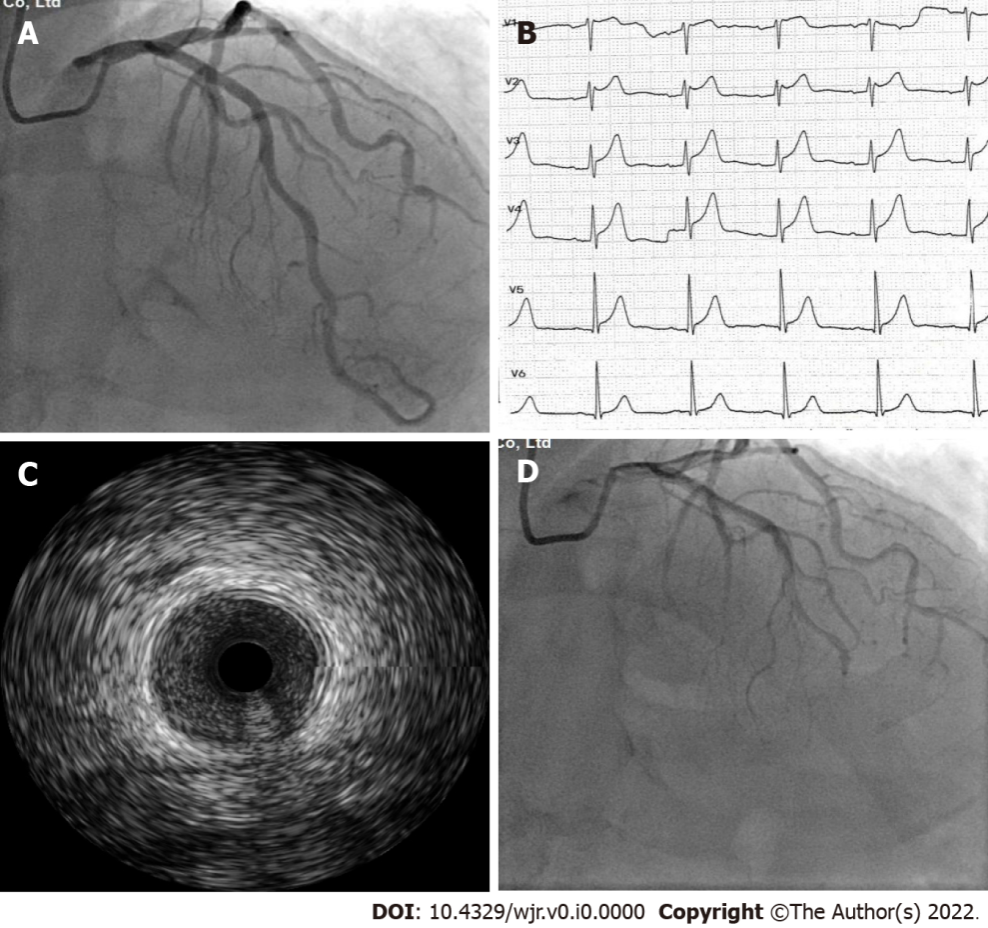 Co, Ltd
A
B
V1
V2
V3
V4
V5
V6
C
Co, Ltd
D
DOI: 10.4329/wjr.v0.i0.0000 Copyright ©The Author(s) 2022.